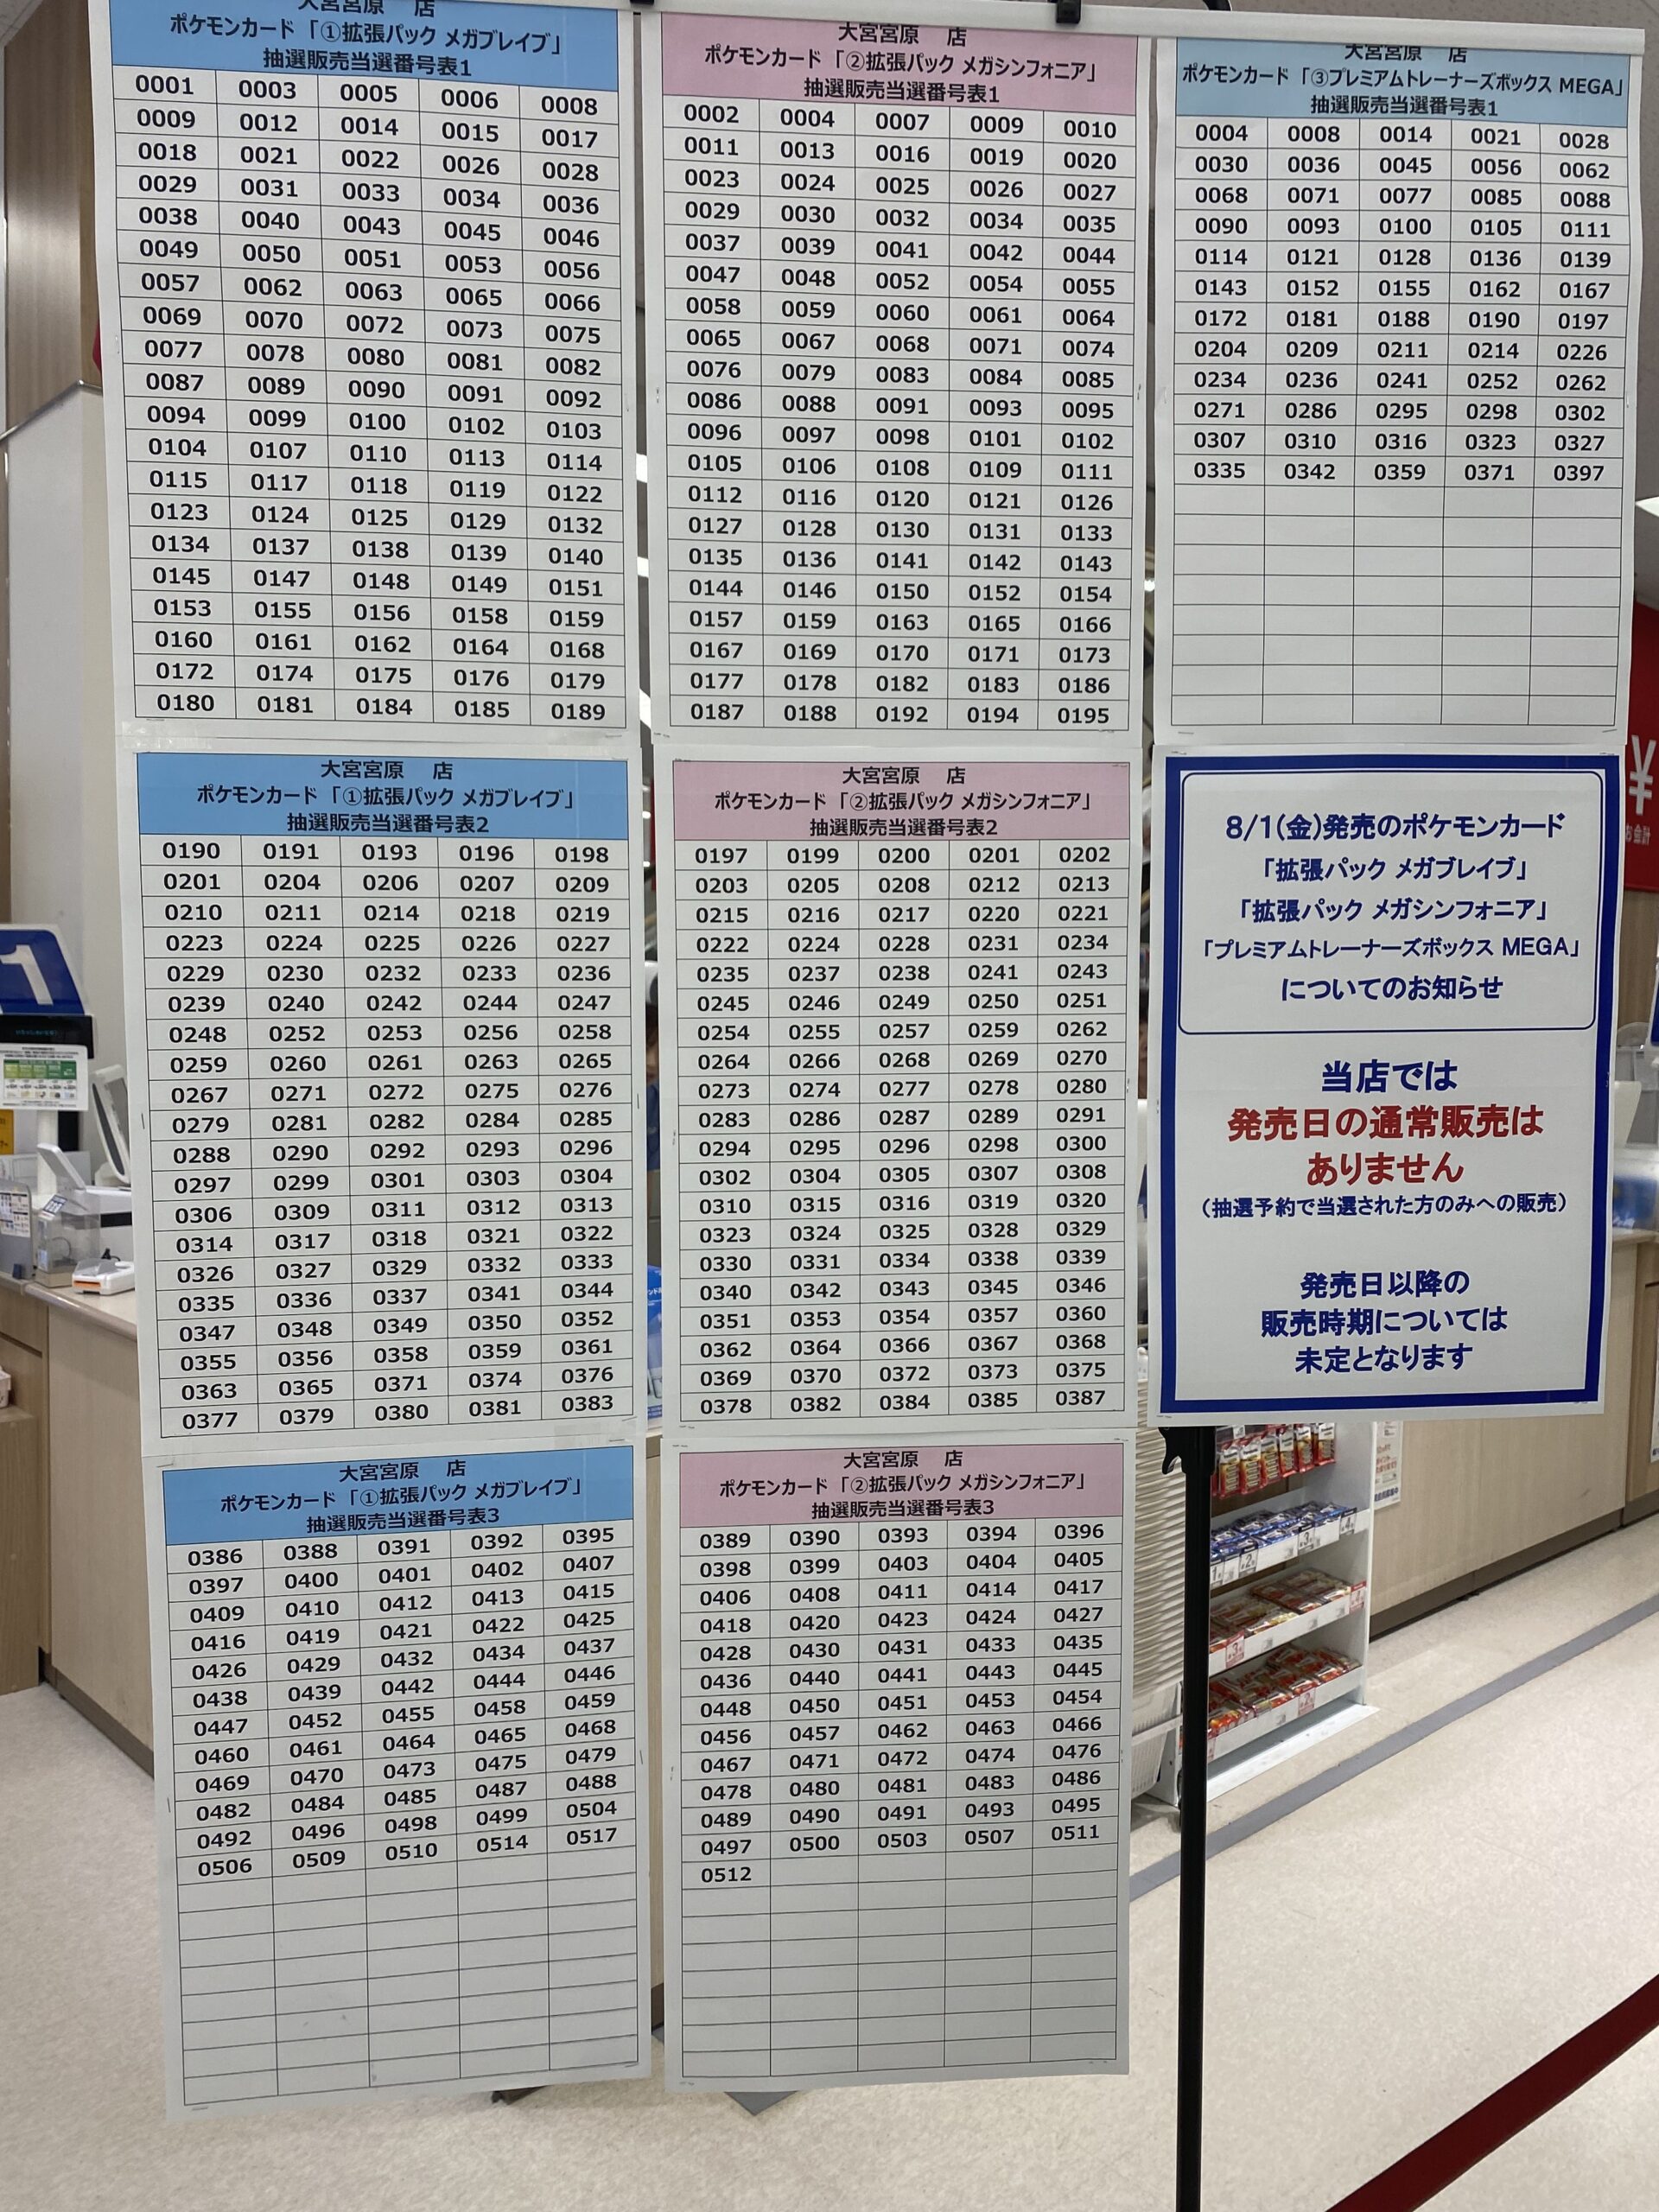 大宮宮原 店
ポケモンカード「①拡張パック メガブレイブ」
抽選販売当選番号表1
0001 0003 0005 0006 0008
0009 0012 0014 0015 0017
0018 0021 0022 0026 0028
0029 0031 0033 0034 0036
0038 0040 0043 0045 0046
0049 0050 0051 0053 0056
0057 0062 0063 0065 0066
0069 0070 0072 0073 0075
0077 0078 0080 0081 0082
0087 0089 0090 0091 0092
0094 0099 0100 0102 0103
0104 0107 0110 0113 0114
0115 0117 0118 0119 0122
0123 0124 0125 0129 0132
0134 0137 0138 0139 0140
0145 0147 0148 0149 0151
0153 0155 0156 0158 0159
0160 0161 0162 0164 0168
0172 0174 0175 0176 0179
0180 0181 0184 0185 0189
大宮宮原 店
ポケモンカード「②拡張パック メガシンフォニア」
抽選販売当選番号表1
0002 0004 0007 0009 0010
0011 0013 0016 0019 0020
0023 0024 0025 0026 0027
0029 0030 0032 0034 0035
0037 0039 0041 0042 0044
0047 0048 0052 0054 0055
0058 0059 0060 0061 0064
0065 0067 0068 0071 0074
0076 0079 0083 0084 0085
0086 0088 0091 0093 0095
0096 0097 0098 0101 0102
0105 0106 0108 0109 0111
0112 0116 0120 0121 0126
0127 0128 0130 0131 0133
0135 0136 0141 0142 0143
0144 0146 0150 0152 0154
0157 0159 0163 0165 0166
0167 0169 0170 0171 0173
0177 0178 0182 0183 0186
0187 0188 0192 0194 0195
大宮宮原 店
ポケモンカード「③プレミアムトレーナーズボックス MEGA」
抽選販売当選番号表1
0004 0008 0014 0021 0028
0030 0036 0045 0056 0062
0068 0071 0077 0085 0088
0090 0093 0100 0105 0111
0114 0121 0128 0136 0139
0143 0152 0155 0162 0167
0172 0181 0188 0190 0197
0204 0209 0211 0214 0226
0234 0236 0241 0252 0262
0271 0286 0295 0298 0302
0307 0310 0316 0323 0327
0335 0342 0359 0371 0397
大宮宮原 店
ポケモンカード「①拡張パック メガブレイブ」
抽選販売当選番号表2
0190 0191 0193 0196 0198
0201 0204 0206 0207 0209
0210 0211 0214 0218 0219
0223 0224 0225 0226 0227
0229 0230 0232 0233 0236
0239 0240 0242 0244 0247
0248 0252 0253 0256 0258
0259 0260 0261 0263 0265
0267 0271 0272 0275 0276
0279 0281 0282 0284 0285
0288 0290 0292 0293 0296
0297 0299 0301 0303 0304
0306 0309 0311 0312 0313
0314 0317 0318 0321 0322
0326 0327 0329 0332 0333
0335 0336 0337 0341 0344
0347 0348 0349 0350 0352
0355 0356 0358 0359 0361
0363 0365 0371 0374 0376
0377 0379 0380 0381 0383
大宮宮原 店
ポケモンカード「②拡張パック メガシンフォニア」
抽選販売当選番号表2
0197 0199 0200 0201 0202
0203 0205 0208 0212 0213
0215 0216 0217 0220 0221
0222 0224 0228 0231 0234
0235 0237 0238 0241 0243
0245 0246 0249 0250 0251
0254 0255 0257 0259 0262
0264 0266 0268 0269 0270
0273 0274 0277 0278 0280
0283 0286 0287 0289 0291
0294 0295 0296 0298 0300
0302 0304 0305 0307 0308
0310 0315 0316 0319 0320
0323 0324 0325 0328 0329
0330 0331 0334 0338 0339
0340 0342 0343 0345 0346
0351 0353 0354 0357 0360
0362 0364 0366 0367 0368
0369 0370 0372 0373 0375
0378 0382 0384 0385 0387
8/1(金)発売のポケモンカード
「拡張パック メガブレイブ」
「拡張パック メガシンフォニア」
「プレミアムトレーナーズボックス MEGA」
についてのお知らせ
当店では
発売日の通常販売は
ありません
(抽選予約で当選された方のみへの販売)
発売日以降の
販売時期については
未定となります
大宮宮原 店
ポケモンカード「①拡張パック メガブレイブ」
抽選販売当選番号表3
0386 0388 0391 0392 0395
0397 0400 0401 0402 0407
0409 0410 0412 0413 0415
0416 0419 0421 0422 0425
0426 0429 0432 0434 0437
0438 0439 0442 0444 0446
0447 0452 0455 0458 0459
0460 0461 0464 0465 0468
0469 0470 0473 0475 0479
0482 0484 0485 0487 0488
0492 0496 0498 0499 0504
0506 0509 0510 0514 0517
大宮宮原 店
ポケモンカード「②拡張パック メガシンフォニア」
抽選販売当選番号表3
0389 0390 0393 0394 0396
0398 0399 0403 0404 0405
0406 0408 0411 0414 0417
0418 0420 0423 0424 0427
0428 0430 0431 0433 0435
0436 0440 0441 0443 0445
0448 0450 0451 0453 0454
0456 0457 0462 0463 0466
0467 0471 0472 0474 0476
0478 0480 0481 0483 0486
0489 0490 0491 0493 0495
0497 0500 0503 0507 0511
0512
1
¥
お会計